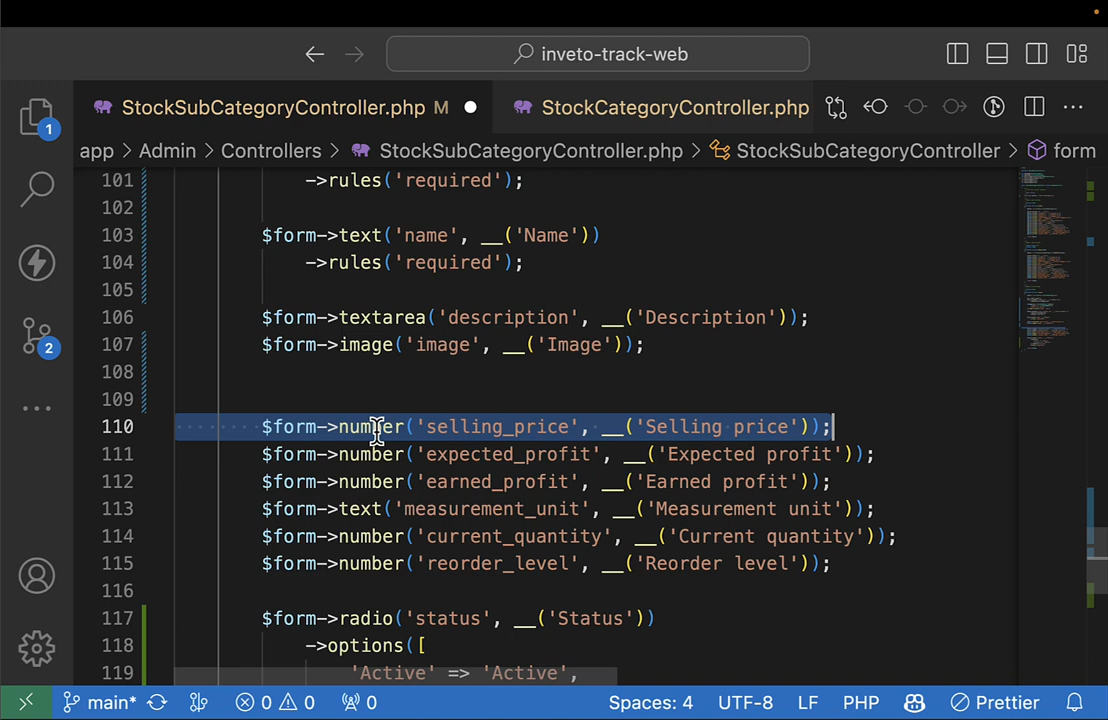 inveto-track-web
StockSubCategoryController.php M
StockCategoryController.php
app > Admin > Controllers > StockSubCategoryController.php > StockSubCategoryController > form
101 ->rules('required');
102
103 $form->text('name', __('Name'))
104 ->rules('required');
105
106 $form->textarea('description', __('Description'));
107 $form->image('image', __('Image'));
108
109
110 $form->number('selling_price', __('Selling price'));
111 $form->number('expected_profit', __('Expected profit'));
112 $form->number('earned_profit', __('Earned profit'));
113 $form->text('measurement_unit', __('Measurement unit'));
114 $form->number('current_quantity', __('Current quantity'));
115 $form->number('reorder_level', __('Reorder level'));
116
117 $form->radio('status', __('Status'))
118 ->options([
119 'Active' => 'Active',
1
2
main* 0 0 0 Spaces: 4 UTF-8 LF PHP Prettier